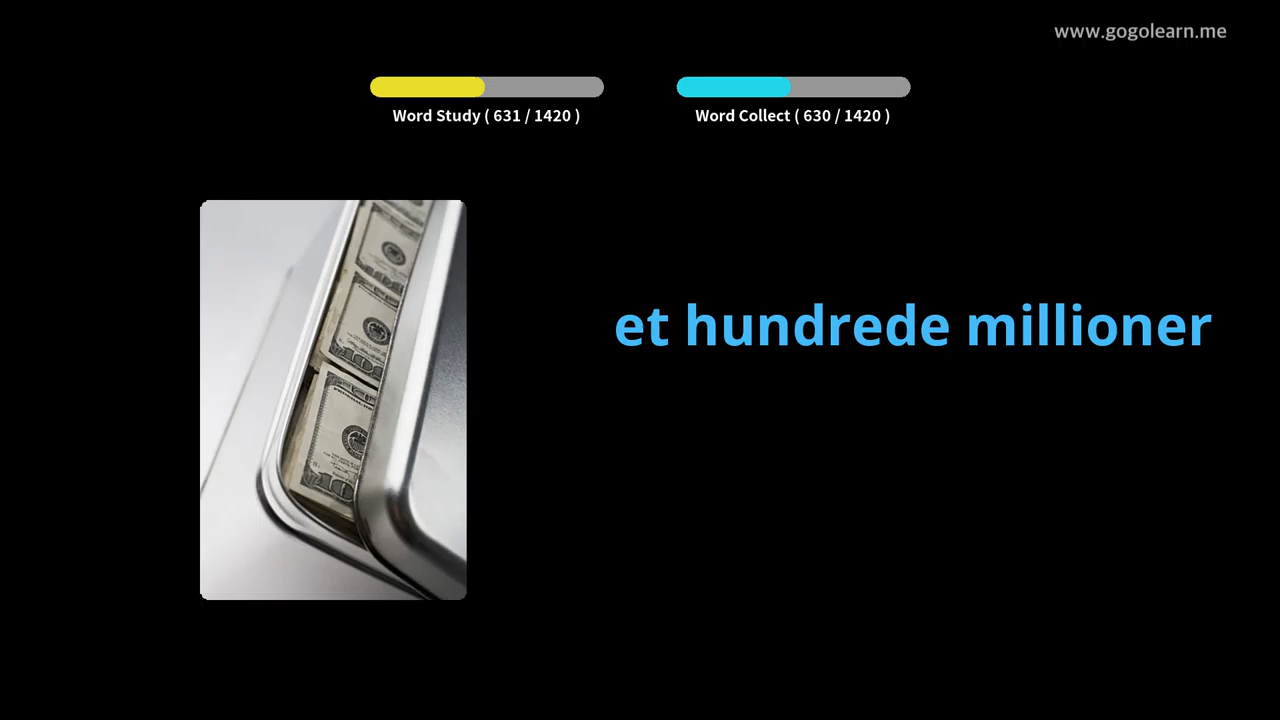 www.gogolearn.me
Word Study ( 631 / 1420 )
Word Collect ( 630 / 1420 )
et hundrede millioner